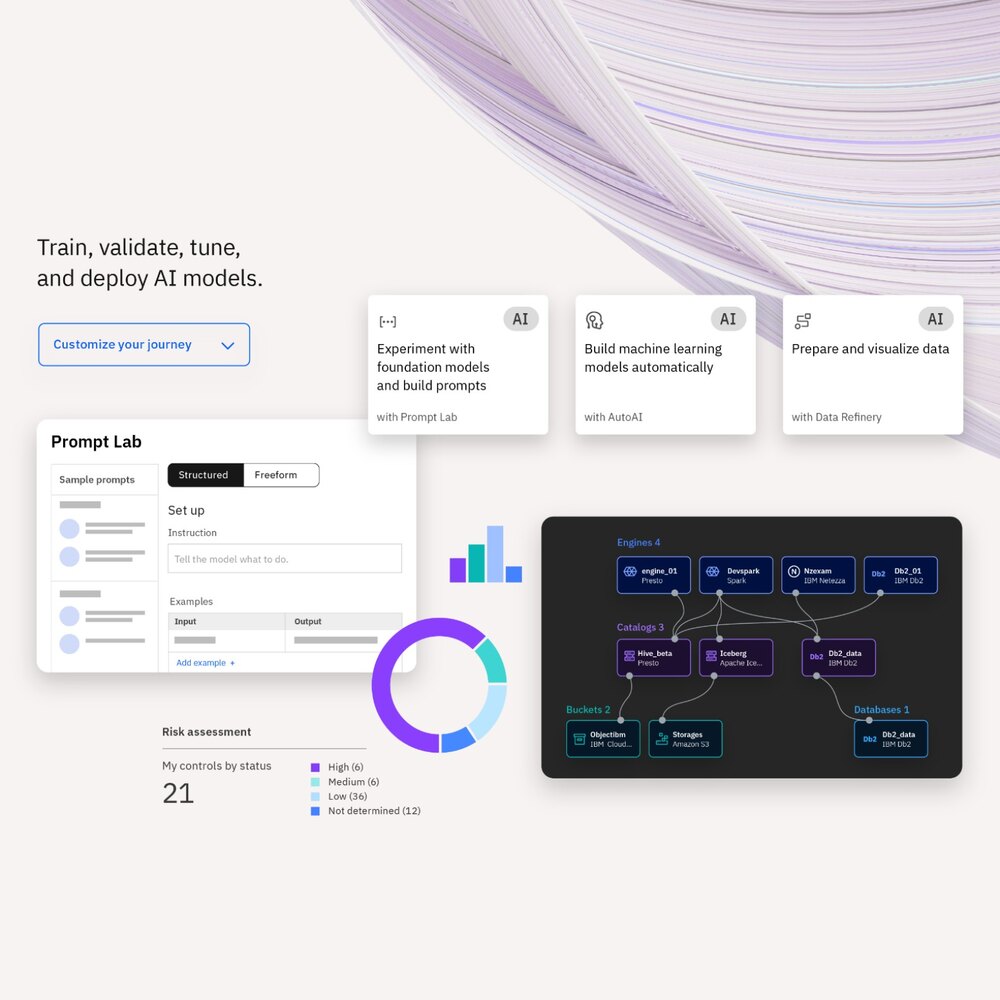 Train, validate, tune,
and deploy AI models.
Customize your journey
[···]
AI
Experiment with
foundation models
and build prompts
with Prompt Lab
AI
Build machine learning
models automatically
with AutoAI
AI
Prepare and visualize data
with Data Refinery
Prompt Lab
Sample prompts
Structured
Freeform
Set up
Instruction
Tell the model what to do.
Examples
Input
Output
Add example +
Risk assessment
My controls by status
21
High (6)
Medium (6)
Low (36)
Not determined (12)
Engines 4
engine_01
Presto
Devspark
Spark
N
Nzexam
IBM Netezza
Db2
Db2_01
IBM Db2
Catalogs 3
Hive_beta
Presto
Iceberg
Apache Ice...
Db2
Db2_data
IBM Db2
Buckets 2
Objectibm
IBM Cloud...
Storages
Amazon S3
Databases 1
Db2
Db2_data
IBM Db2